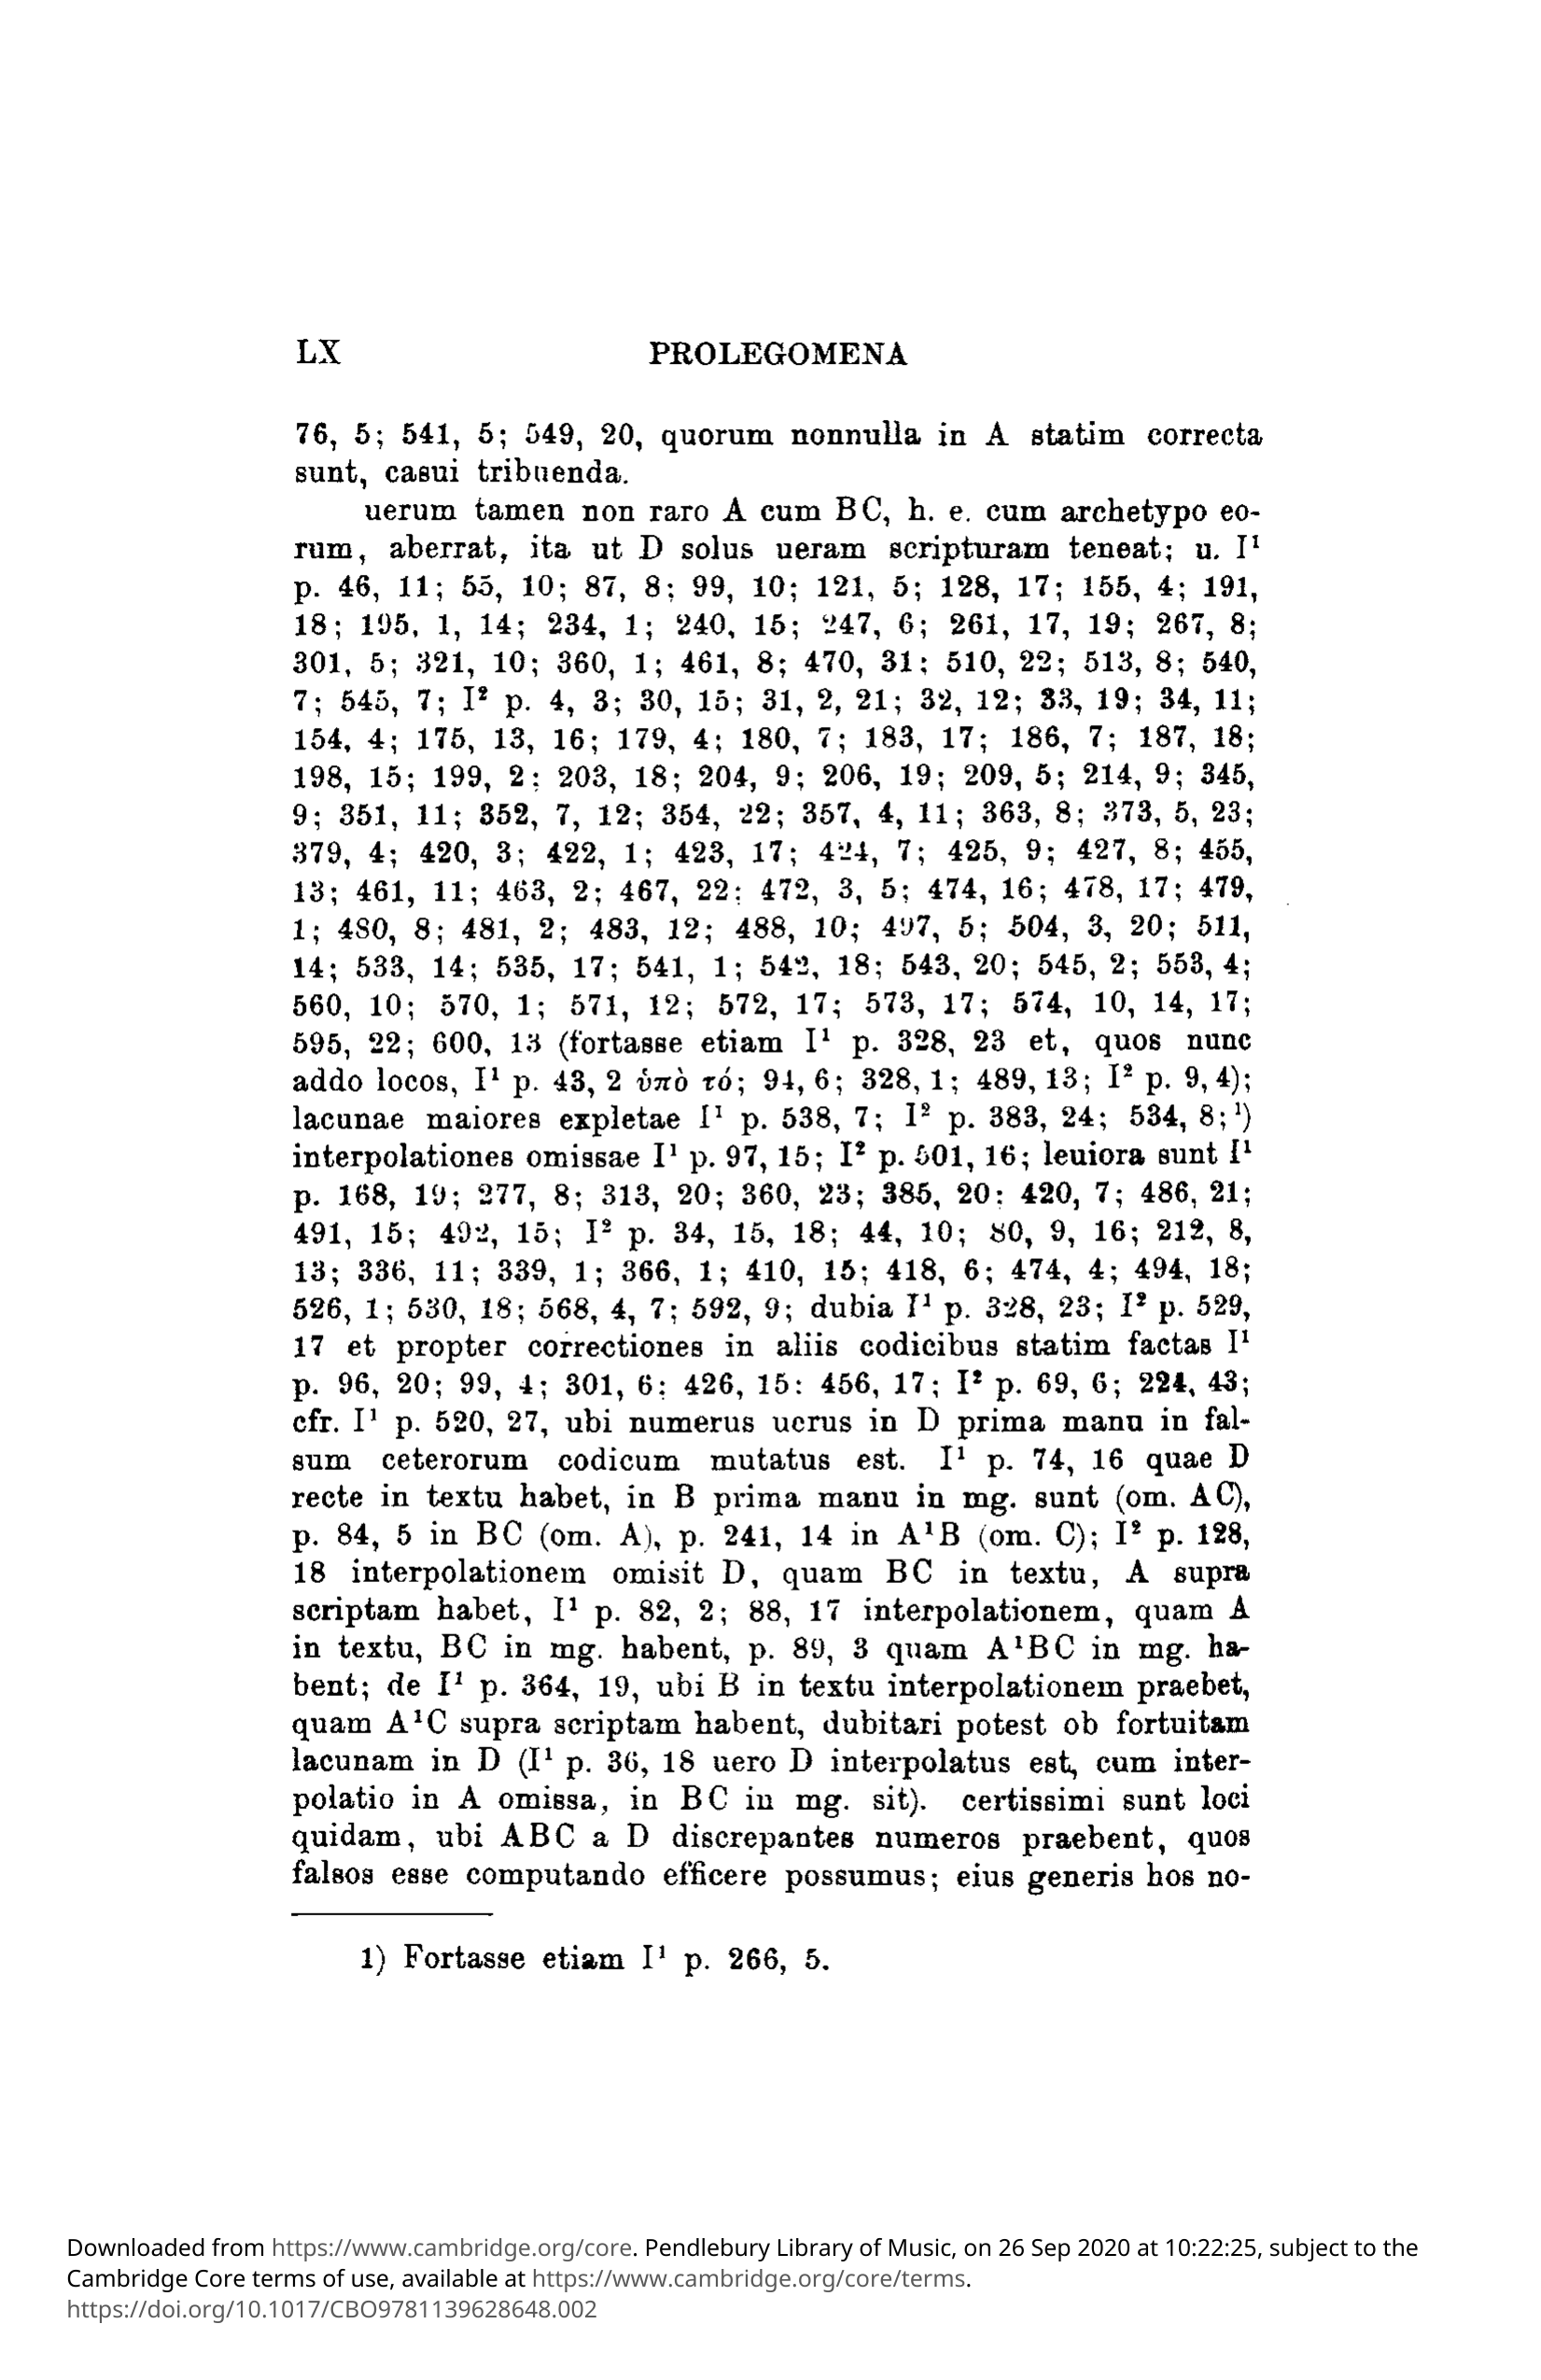 LX PROLEGOMENA
76, 5; 541, 5; 549, 20, quorum nonnulla in A statim correcta
sunt, casui tribuenda.
uerum tamen non raro A cum BC, h. e. cum archetypo eo-
rum, aberrat, ita ut D solus ueram scripturam teneat; u. I¹
p. 46, 11; 55, 10; 87, 8; 99, 10; 121, 5; 128, 17; 155, 4; 191,
18; 195, 1, 14; 234, 1; 240, 15; 247, 6; 261, 17, 19; 267, 8;
301, 5; 321, 10; 360, 1; 461, 8; 470, 31; 510, 22; 513, 8; 540,
7; 545, 7; I² p. 4, 3; 30, 15; 31, 2, 21; 32, 12; 33, 19; 34, 11;
154, 4; 175, 13, 16; 179, 4; 180, 7; 183, 17; 186, 7; 187, 18;
198, 15; 199, 2; 203, 18; 204, 9; 206, 19; 209, 5; 214, 9; 345,
9; 351, 11; 352, 7, 12; 354, 22; 357, 4, 11; 363, 8; 373, 5, 23;
379, 4; 420, 3; 422, 1; 423, 17; 424, 7; 425, 9; 427, 8; 455,
13; 461, 11; 463, 2; 467, 22; 472, 3, 5; 474, 16; 478, 17; 479,
1; 480, 8; 481, 2; 483, 12; 488, 10; 497, 5; 504, 3, 20; 511,
14; 533, 14; 535, 17; 541, 1; 542, 18; 543, 20; 545, 2; 553, 4;
560, 10; 570, 1; 571, 12; 572, 17; 573, 17; 574, 10, 14, 17;
595, 22; 600, 13 (fortasse etiam I¹ p. 328, 23 et, quos nunc
addo locos, I¹ p. 43, 2 ὑπὸ τό; 94, 6; 328, 1; 489, 13; I² p. 9, 4);
lacunae maiores expletae I¹ p. 538, 7; I² p. 383, 24; 534, 8;¹)
interpolationes omissae I¹ p. 97, 15; I² p. 501, 16; leuiora sunt I¹
p. 168, 19; 277, 8; 313, 20; 360, 23; 385, 20; 420, 7; 486, 21;
491, 15; 492, 15; I² p. 34, 15, 18; 44, 10; 80, 9, 16; 212, 8,
13; 336, 11; 339, 1; 366, 1; 410, 15; 418, 6; 474, 4; 494, 18;
526, 1; 530, 18; 568, 4, 7; 592, 9; dubia I¹ p. 328, 23; I² p. 529,
17 et propter correctiones in aliis codicibus statim factas I¹
p. 96, 20; 99, 4; 301, 6; 426, 15; 456, 17; I² p. 69, 6; 224, 43;
cfr. I¹ p. 520, 27, ubi numerus uerus in D prima manu in fal-
sum ceterorum codicum mutatus est. I¹ p. 74, 16 quae D
recte in textu habet, in B prima manu in mg. sunt (om. AC),
p. 84, 5 in BC (om. A), p. 241, 14 in A¹B (om. C); I² p. 128,
18 interpolationem omisit D, quam BC in textu, A supra
scriptam habet, I¹ p. 82, 2; 88, 17 interpolationem, quam A
in textu, BC in mg. habent, p. 89, 3 quam A¹BC in mg. ha-
bent; de I¹ p. 364, 19, ubi B in textu interpolationem praebet,
quam A¹C supra scriptam habent, dubitari potest ob fortuitam
lacunam in D (I¹ p. 36, 18 uero D interpolatus est, cum inter-
polatio in A omissa, in BC in mg. sit). certissimi sunt loci
quidam, ubi ABC a D discrepantes numeros praebent, quos
falsos esse computando efficere possumus; eius generis hos no-
1) Fortasse etiam I¹ p. 266, 5.
Downloaded from https://www.cambridge.org/core. Pendlebury Library of Music, on 26 Sep 2020 at 10:22:25, subject to the
Cambridge Core terms of use, available at https://www.cambridge.org/core/terms.
https://doi.org/10.1017/CBO9781139628648.002